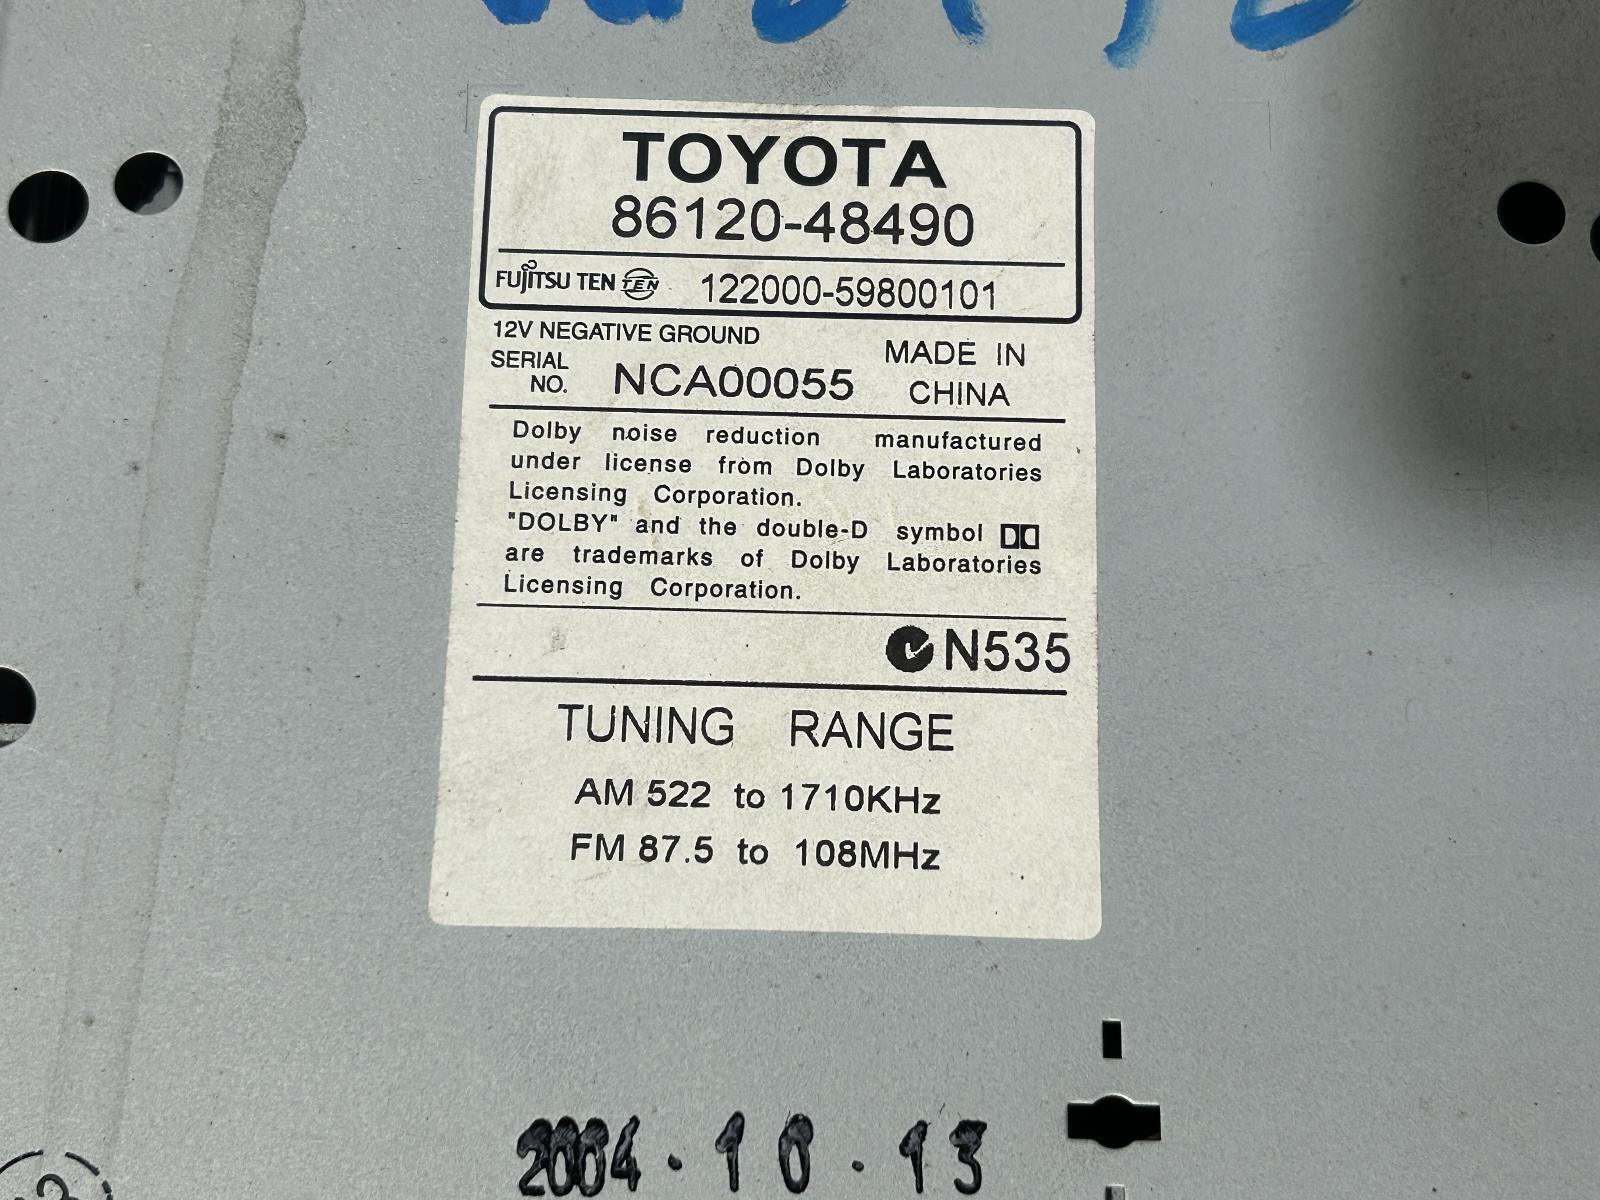 TOYOTA
86120-48490
FUJITSU TEN TEN 122000-59800101
12V NEGATIVE GROUND
SERIAL NO. NCA00055
MADE IN CHINA
Dolby noise reduction manufactured
under license from Dolby Laboratories
Licensing Corporation.
"DOLBY" and the double-D symbol
are trademarks of Dolby Laboratories
Licensing Corporation.
N535
TUNING RANGE
AM 522 to 1710KHz
FM 87.5 to 108MHz
2004.10.13